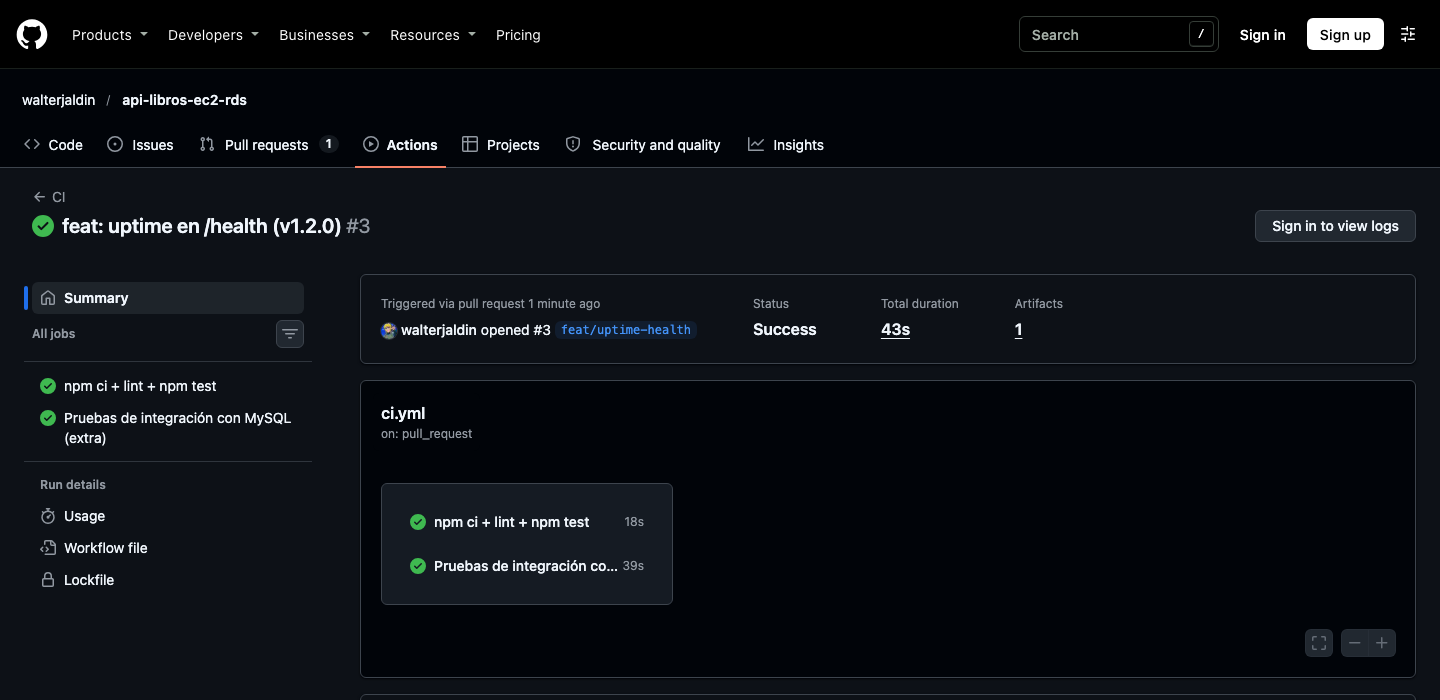 Products Developers Businesses Resources Pricing Search / Sign in Sign up
walterjaldin / api-libros-ec2-rds
Code Issues Pull requests 1 Actions Projects Security and quality Insights
← CI
feat: uptime en /health (v1.2.0) #3
Sign in to view logs
Summary
All jobs
npm ci + lint + npm test
Pruebas de integración con MySQL
(extra)
Run details
Usage
Workflow file
Lockfile
Triggered via pull request 1 minute ago
walterjaldin opened #3 feat/uptime-health
Status
Success
Total duration
43s
Artifacts
1
ci.yml
on: pull_request
npm ci + lint + npm test 18s
Pruebas de integración co... 39s